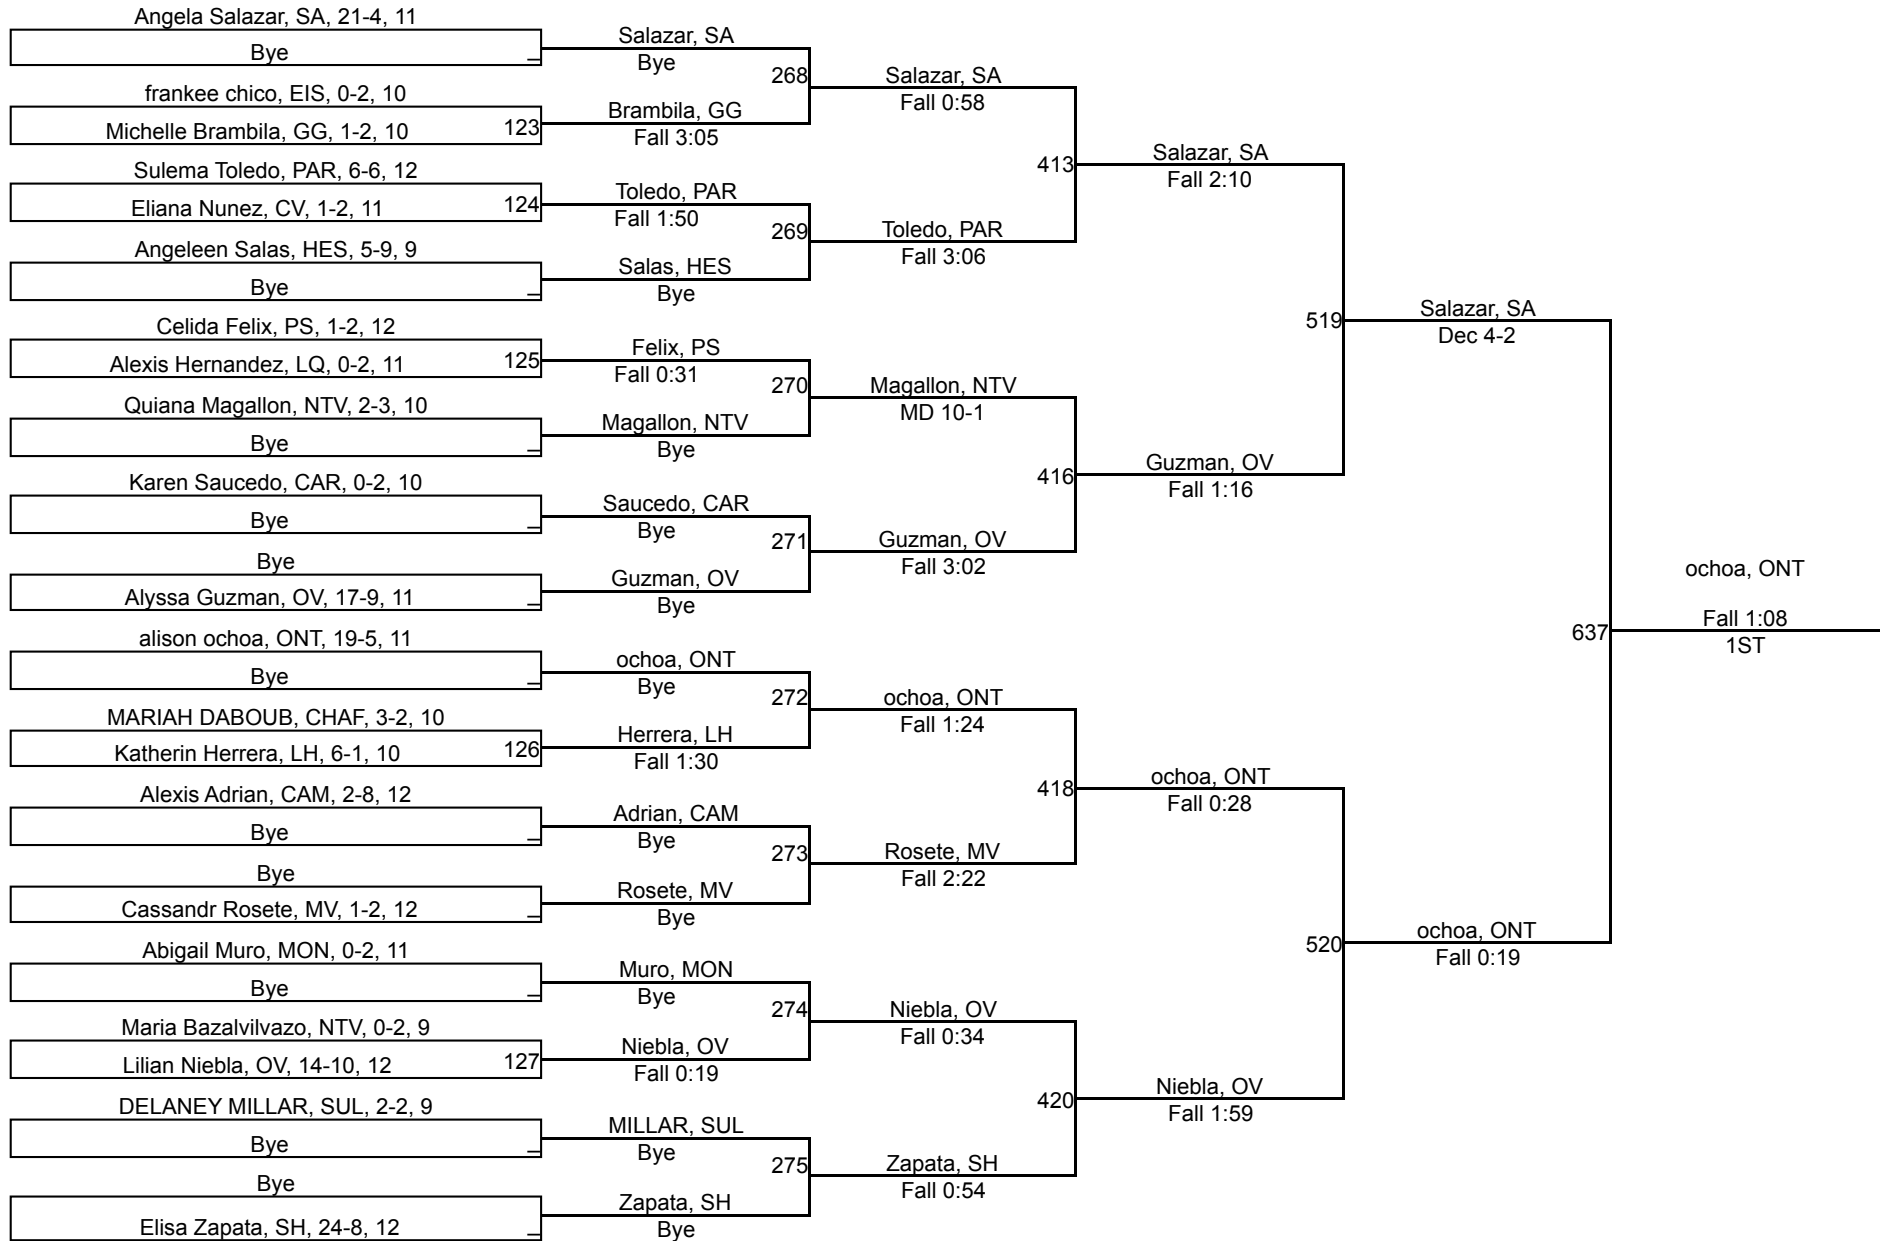 Angela Salazar, SA, 21-4, 11
Bye
frankee chico, EIS, 0-2, 10
Michelle Brambila, GG, 1-2, 10
123
Sulema Toledo, PAR, 6-6, 12
Eliana Nunez, CV, 1-2, 11
124
Angeleen Salas, HES, 5-9, 9
Bye
Celida Felix, PS, 1-2, 12
Alexis Hernandez, LQ, 0-2, 11
125
Quiana Magallon, NTV, 2-3, 10
Bye
Karen Saucedo, CAR, 0-2, 10
Bye
Bye
Alyssa Guzman, OV, 17-9, 11
alison ochoa, ONT, 19-5, 11
Bye
MARIAH DABOUB, CHAF, 3-2, 10
Katherin Herrera, LH, 6-1, 10
126
Alexis Adrian, CAM, 2-8, 12
Bye
Bye
Cassandr Rosete, MV, 1-2, 12
Abigail Muro, MON, 0-2, 11
Bye
Maria Bazalvilvazo, NTV, 0-2, 9
Lilian Niebla, OV, 14-10, 12
127
DELANEY MILLAR, SUL, 2-2, 9
Bye
Bye
Elisa Zapata, SH, 24-8, 12
Salazar, SA
Bye
268
Brambila, GG
Fall 3:05
Toledo, PAR
Fall 1:50
269
Salas, HES
Bye
Felix, PS
Fall 0:31
270
Magallon, NTV
Bye
Saucedo, CAR
Bye
271
Guzman, OV
Bye
ochoa, ONT
Bye
272
Herrera, LH
Fall 1:30
Adrian, CAM
Bye
273
Rosete, MV
Bye
Muro, MON
Bye
274
Niebla, OV
Fall 0:19
MILLAR, SUL
Bye
275
Zapata, SH
Bye
Salazar, SA
Fall 0:58
413
Toledo, PAR
Fall 3:06
Magallon, NTV
MD 10-1
416
Guzman, OV
Fall 3:02
ochoa, ONT
Fall 1:24
418
Rosete, MV
Fall 2:22
Niebla, OV
Fall 0:34
420
Zapata, SH
Fall 0:54
Salazar, SA
Fall 2:10
519
Guzman, OV
Fall 1:16
ochoa, ONT
Fall 0:28
520
Niebla, OV
Fall 1:59
Salazar, SA
Dec 4-2
637
ochoa, ONT
Fall 0:19
ochoa, ONT
Fall 1:08
1ST